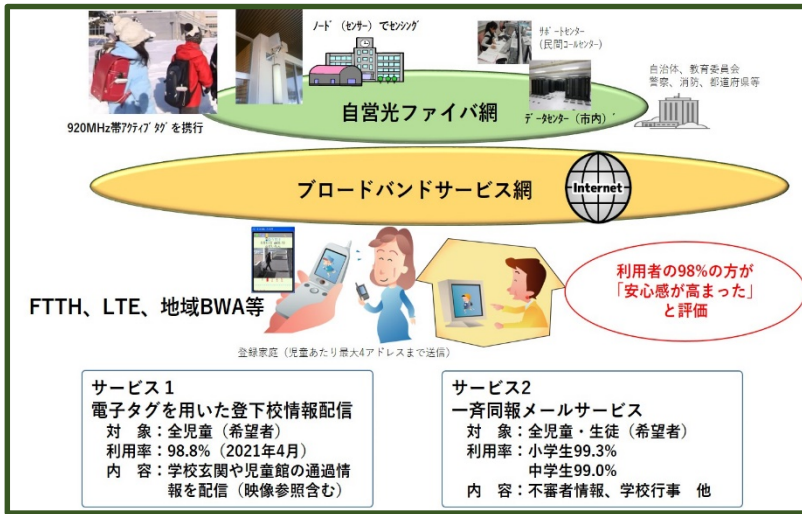 ﾉｰﾄﾞ（ｾﾝｻｰ）でｾﾝｼﾝｸﾞ
ｻﾎﾟｰﾄｾﾝﾀｰ
（民間ｺｰﾙｾﾝﾀｰ）
自治体、教育委員会
警察、消防、都道府県等
920MHz帯ｱｸﾃｨﾌﾞﾀｸﾞを携行
自営光ファイバ網
ﾃﾞｰﾀｾﾝﾀｰ（市内）
ブロードバンドサービス網
Internet
FTTH、LTE、地域BWA等
利用者の98%の方が
「安心感が高まった」
と評価
登録家庭（児童あたり最大4アドレスまで送信）
サービス１
電子タグを用いた登下校情報配信
対　象：全児童（希望者）
利用率：98.8%（2021年4月）
内　容：学校玄関や児童館の通過情
報を配信（映像参照含む）
サービス2
一斉同報メールサービス
対　象：全児童・生徒（希望者）
利用率：小学生99.3%
中学生99.0%
内　容：不審者情報、学校行事　他